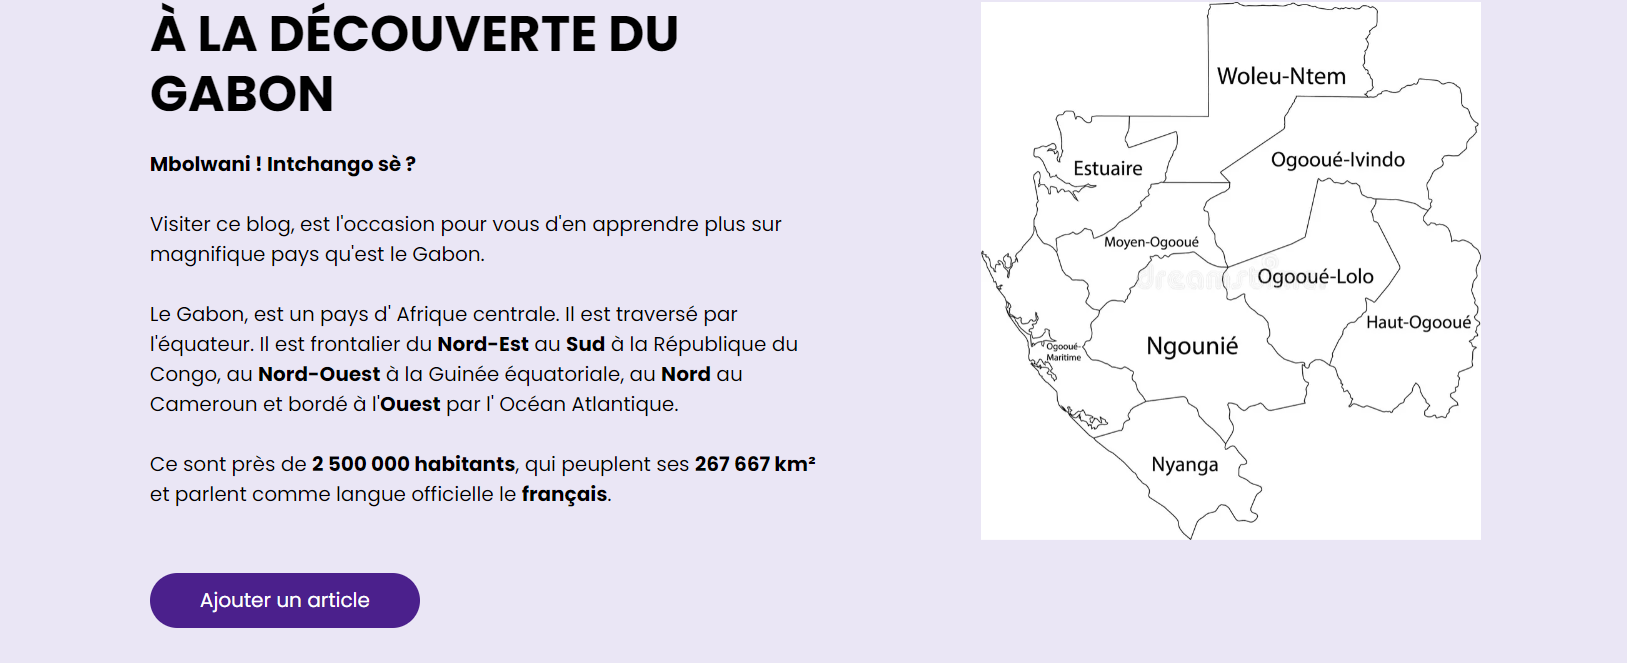 À LA DÉCOUVERTE DU
GABON
Mbolwani ! Intchango sè ?
Visiter ce blog, est l'occasion pour vous d'en apprendre plus sur
magnifique pays qu'est le Gabon.
Le Gabon, est un pays d' Afrique centrale. Il est traversé par
l'équateur. Il est frontalier du Nord-Est au Sud à la République du
Congo, au Nord-Ouest à la Guinée équatoriale, au Nord au
Cameroun et bordé à l'Ouest par l' Océan Atlantique.
Ce sont près de 2 500 000 habitants, qui peuplent ses 267 667 km²
et parlent comme langue officielle le français.
Ajouter un article
Woleu-Ntem
Ogooué-Ivindo
Estuaire
Moyen-Ogooué
Ogooué-Lolo
Haut-Ogooué
Ngounié
Ogooué-
Maritime
Nyanga